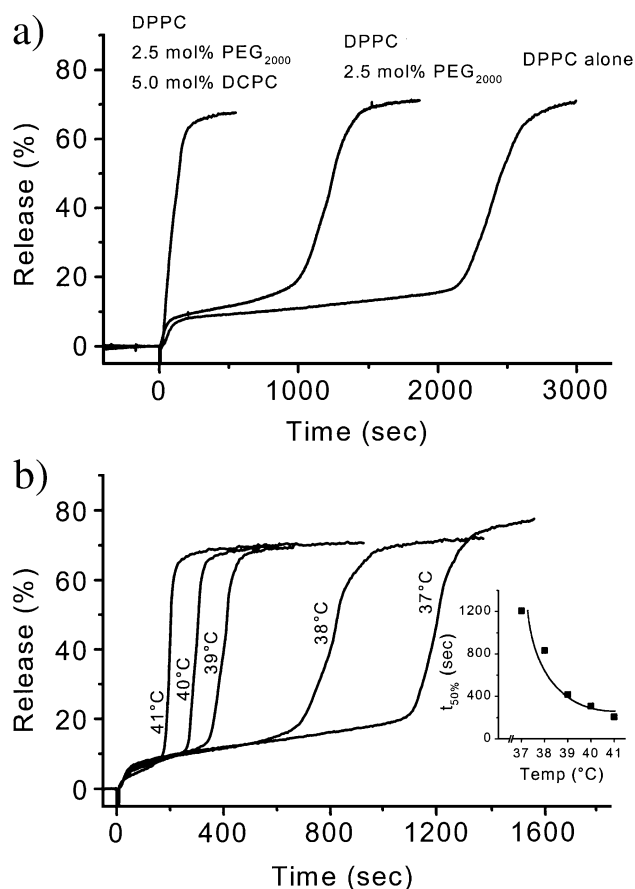 a)
DPPC
2.5 mol% PEG2000
5.0 mol% DCPC
DPPC
2.5 mol% PEG2000
DPPC alone
80
60
40
20
0
Release (%)
0 1000 2000 3000
Time (sec)
b)
80
60
40
20
0
Release (%)
41°C
40°C
39°C
38°C
37°C
0 400 800 1200 1600
Time (sec)
1200
800
400
0
t50% (sec)
37 38 39 40 41
Temp (°C)